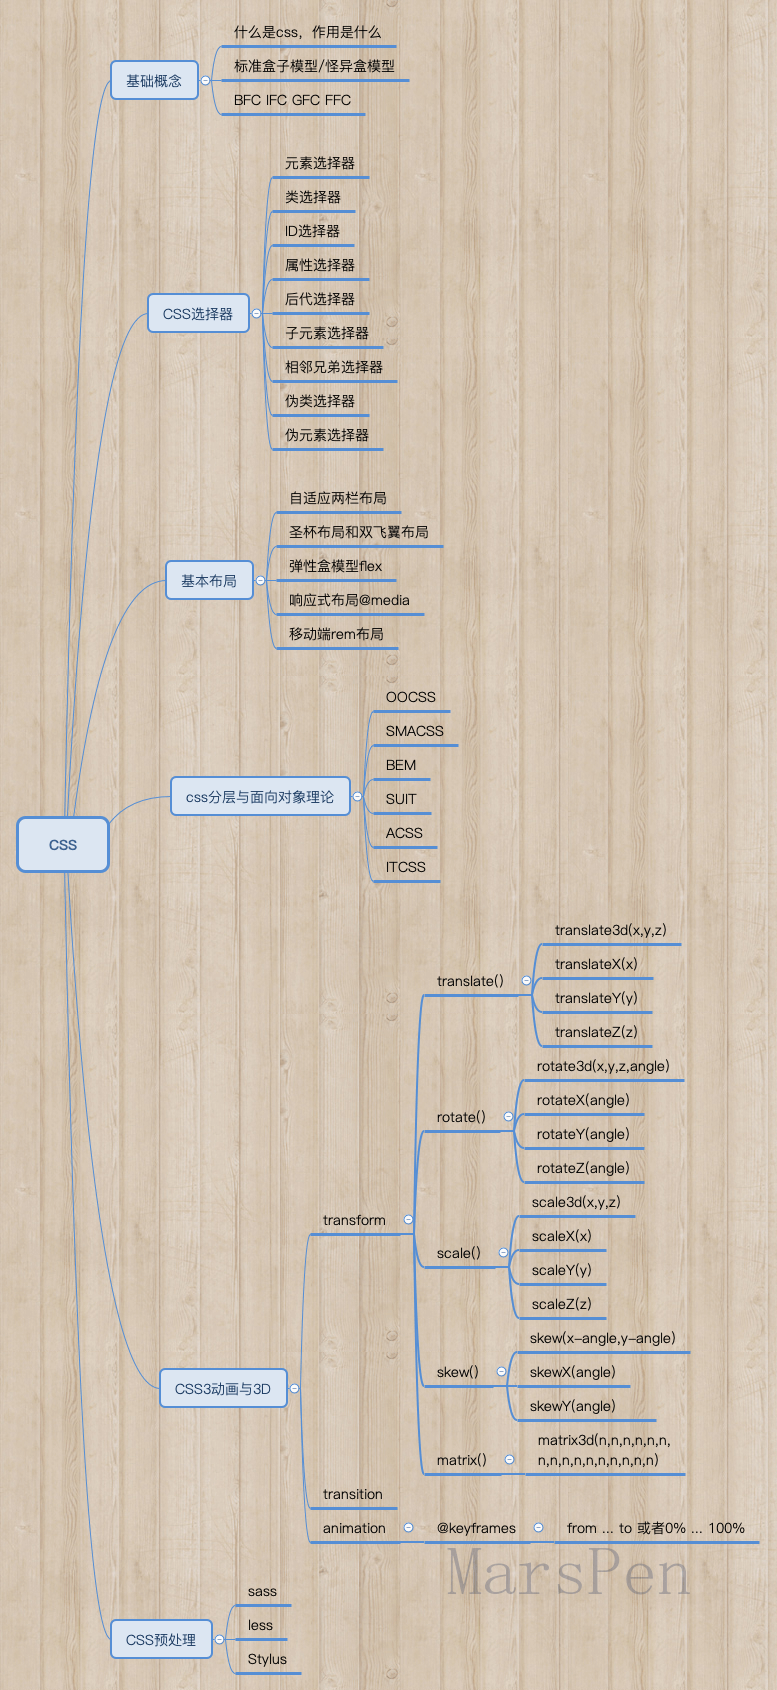 什么是css，作用是什么
标准盒子模型/怪异盒模型
基础概念
BFC IFC GFC FFC
元素选择器
类选择器
ID选择器
属性选择器
后代选择器
CSS选择器
子元素选择器
相邻兄弟选择器
伪类选择器
伪元素选择器
自适应两栏布局
圣杯布局和双飞翼布局
弹性盒模型flex
基本布局
响应式布局@media
移动端rem布局
OOCSS
SMACSS
BEM
css分层与面向对象理论
SUIT
ACSS
ITCSS
CSS
translate3d(x,y,z)
translateX(x)
translate()
translateY(y)
translateZ(z)
rotate3d(x,y,z,angle)
rotateX(angle)
rotate()
rotateY(angle)
rotateZ(angle)
scale3d(x,y,z)
transform
scaleX(x)
scale()
scaleY(y)
scaleZ(z)
skew(x-angle,y-angle)
skew()
skewX(angle)
CSS3动画与3D
skewY(angle)
matrix()
matrix3d(n,n,n,n,n,n,
n,n,n,n,n,n,n,n,n,n)
transition
animation
@keyframes
from ... to 或者0% ... 100%
MarsPen
sass
less
CSS预处理
Stylus